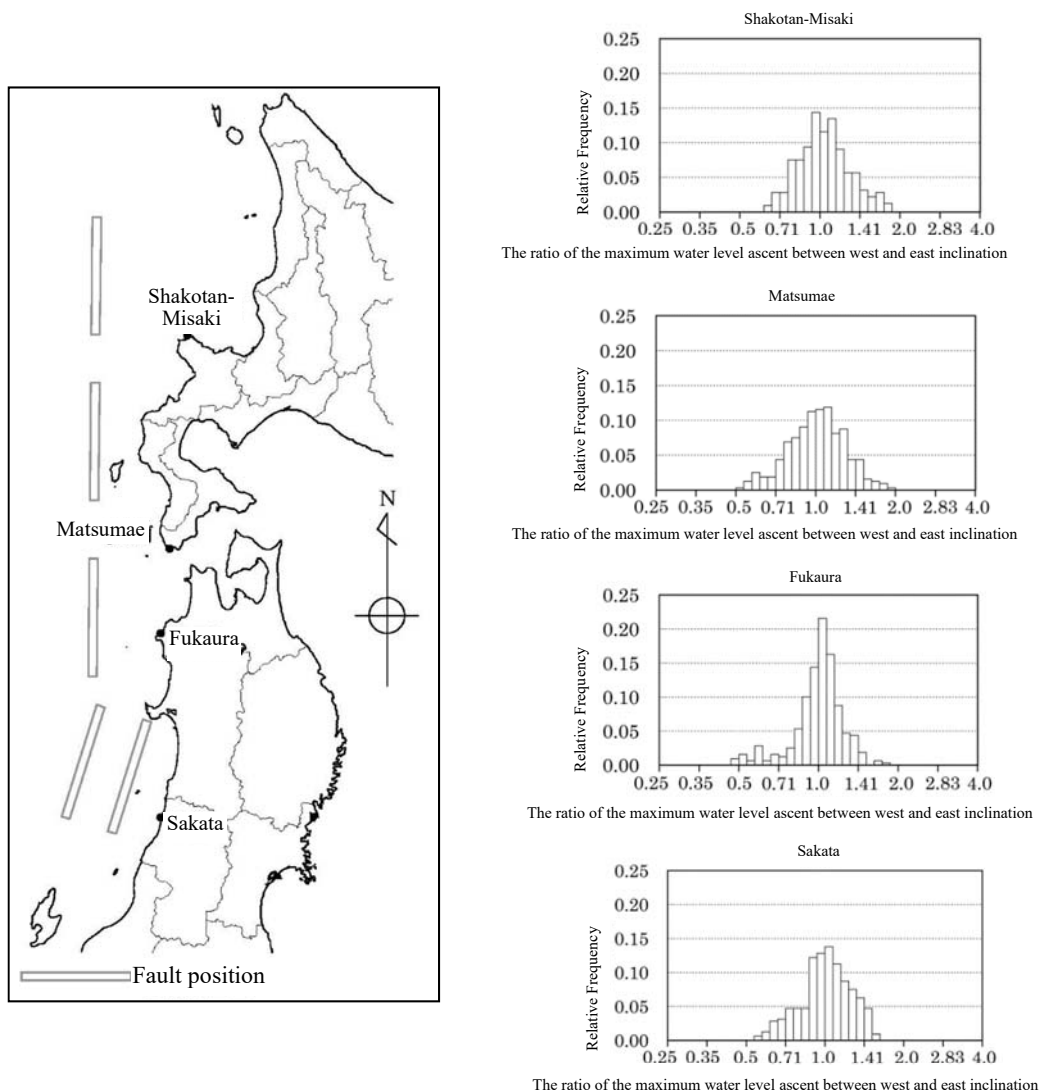 Shakotan-
Misaki
Matsumae
N
Fukaura
Sakata
Fault position
Shakotan-Misaki
Relative Frequency
0.25
0.20
0.15
0.10
0.05
0.00
0.25 0.35 0.5 0.71 1.0 1.41 2.0 2.83 4.0
The ratio of the maximum water level ascent between west and east inclination
Matsumae
Relative Frequency
0.25
0.20
0.15
0.10
0.05
0.00
0.25 0.35 0.5 0.71 1.0 1.41 2.0 2.83 4.0
The ratio of the maximum water level ascent between west and east inclination
Fukaura
Relative Frequency
0.25
0.20
0.15
0.10
0.05
0.00
0.25 0.35 0.5 0.71 1.0 1.41 2.0 2.83 4.0
The ratio of the maximum water level ascent between west and east inclination
Sakata
Relative Frequency
0.25
0.20
0.15
0.10
0.05
0.00
0.25 0.35 0.5 0.71 1.0 1.41 2.0 2.83 4.0
The ratio of the maximum water level ascent between west and east inclination